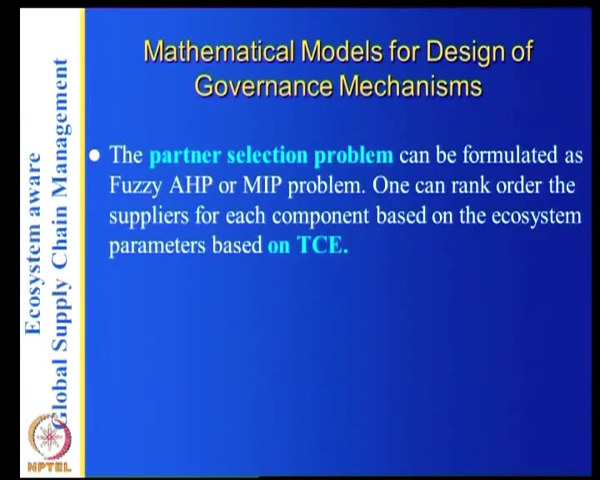 Mathematical Models for Design of
Governance Mechanisms
The partner selection problem can be formulated as
Fuzzy AHP or MIP problem. One can rank order the
suppliers for each component based on the ecosystem
parameters based on TCE.
Ecosystem aware
Global Supply Chain Management
NPTEL